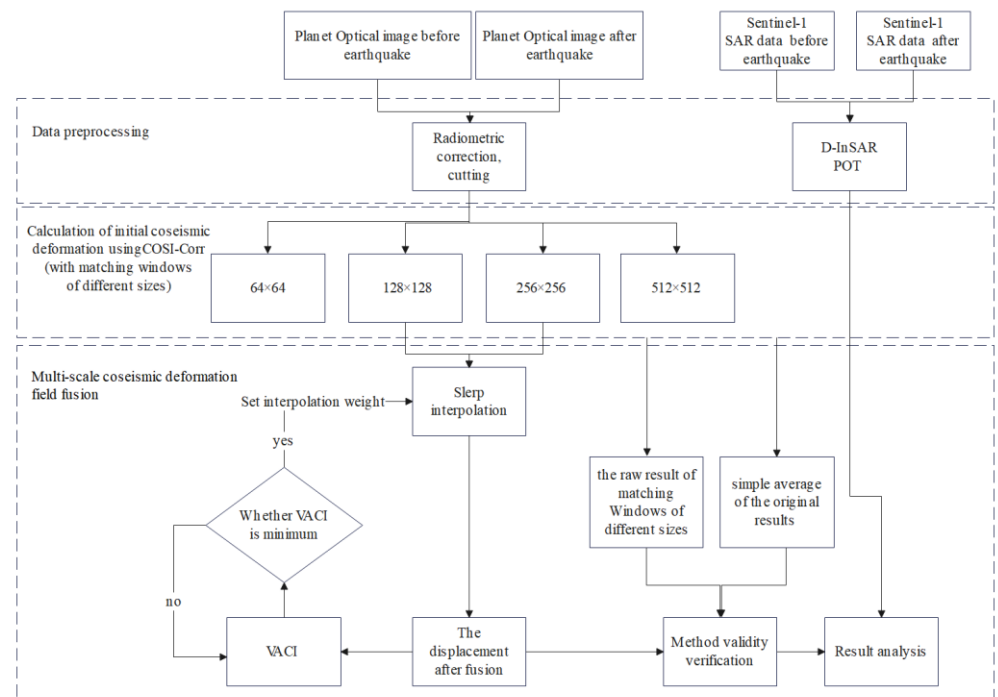 Planet Optical image before
earthquake
Planet Optical image after
earthquake
Sentinel-1
SAR data before
earthquake
Sentinel-1
SAR data after
earthquake
Data preprocessing
Radiometric
correction,
cutting
D-InSAR
POT
Calculation of initial coseismic
deformation using COSI-Corr
(with matching windows
of different sizes)
64×64
128×128
256×256
512×512
Multi-scale coseismic deformation
field fusion
Set interpolation weight
Slerp
interpolation
yes
the raw result of
matching
Windows of
different sizes
simple average
of the original
results
Whether VACI
is minimum
no
VACI
The
displacement
after fusion
Method validity
verification
Result analysis